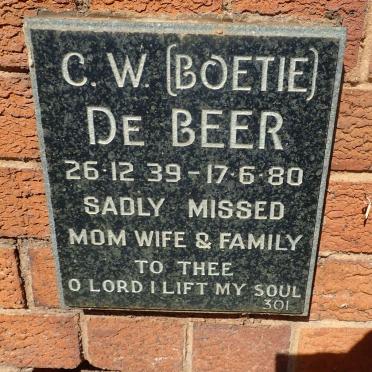 C. W. (BOETIE)
DE BEER
26·12 39 - 17·6·80
SADLY MISSED
MOM WIFE & FAMILY
TO THEE
O LORD I LIFT MY SOUL
301